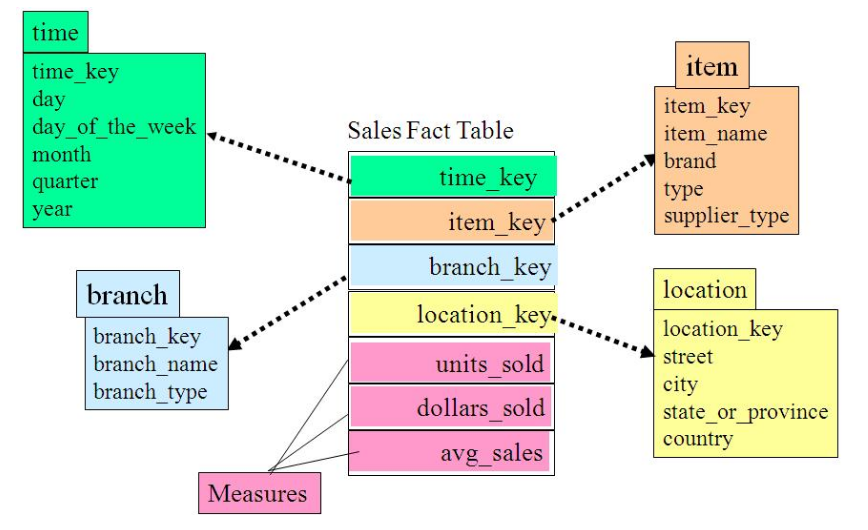 time
time_key
day
day_of_the_week
month
quarter
year
item
item_key
item_name
brand
type
supplier_type
Sales Fact Table
time_key
item_key
branch_key
location_key
units_sold
dollars_sold
avg_sales
branch
branch_key
branch_name
branch_type
location
location_key
street
city
state_or_province
country
Measures